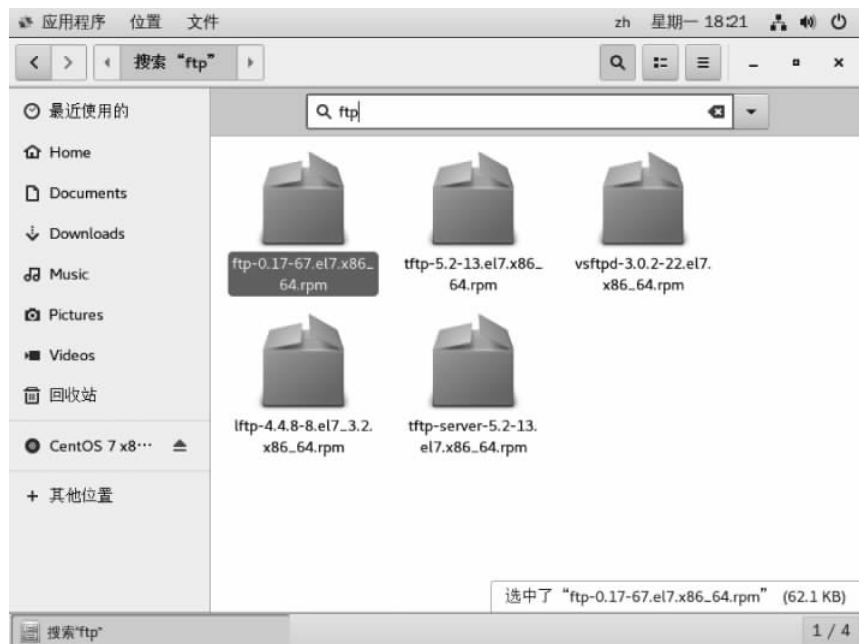 应用程序 位置 文件 zh 星期一 18:21
搜索“ftp”
ftp
最近使用的
Home
Documents
Downloads
Music
Pictures
Videos
回收站
CentOS 7 x8…
+ 其他位置
ftp-0.17-67.el7.x86_
64.rpm
tftp-5.2-13.el7.x86_
64.rpm
vsftpd-3.0.2-22.el7.
x86_64.rpm
lftp-4.4.8-8.el7_3.2.
x86_64.rpm
tftp-server-5.2-13.
el7.x86_64.rpm
选中了“ftp-0.17-67.el7.x86_64.rpm” (62.1 KB)
搜索“ftp” 1 / 4